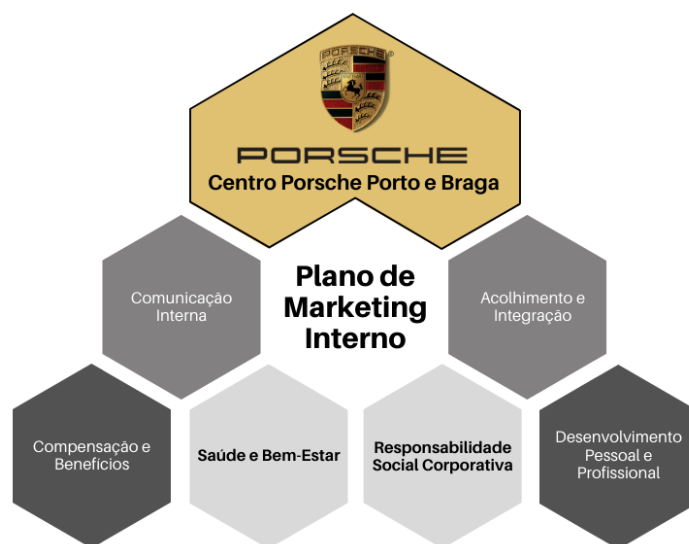 PORSCHE
PORSCHE
Centro Porsche Porto e Braga
Plano de
Marketing
Interno
Comunicação
Interna
Acolhimento e
Integração
Compensação e
Benefícios
Saúde e Bem-Estar
Responsabilidade
Social Corporativa
Desenvolvimento
Pessoal e
Profissional